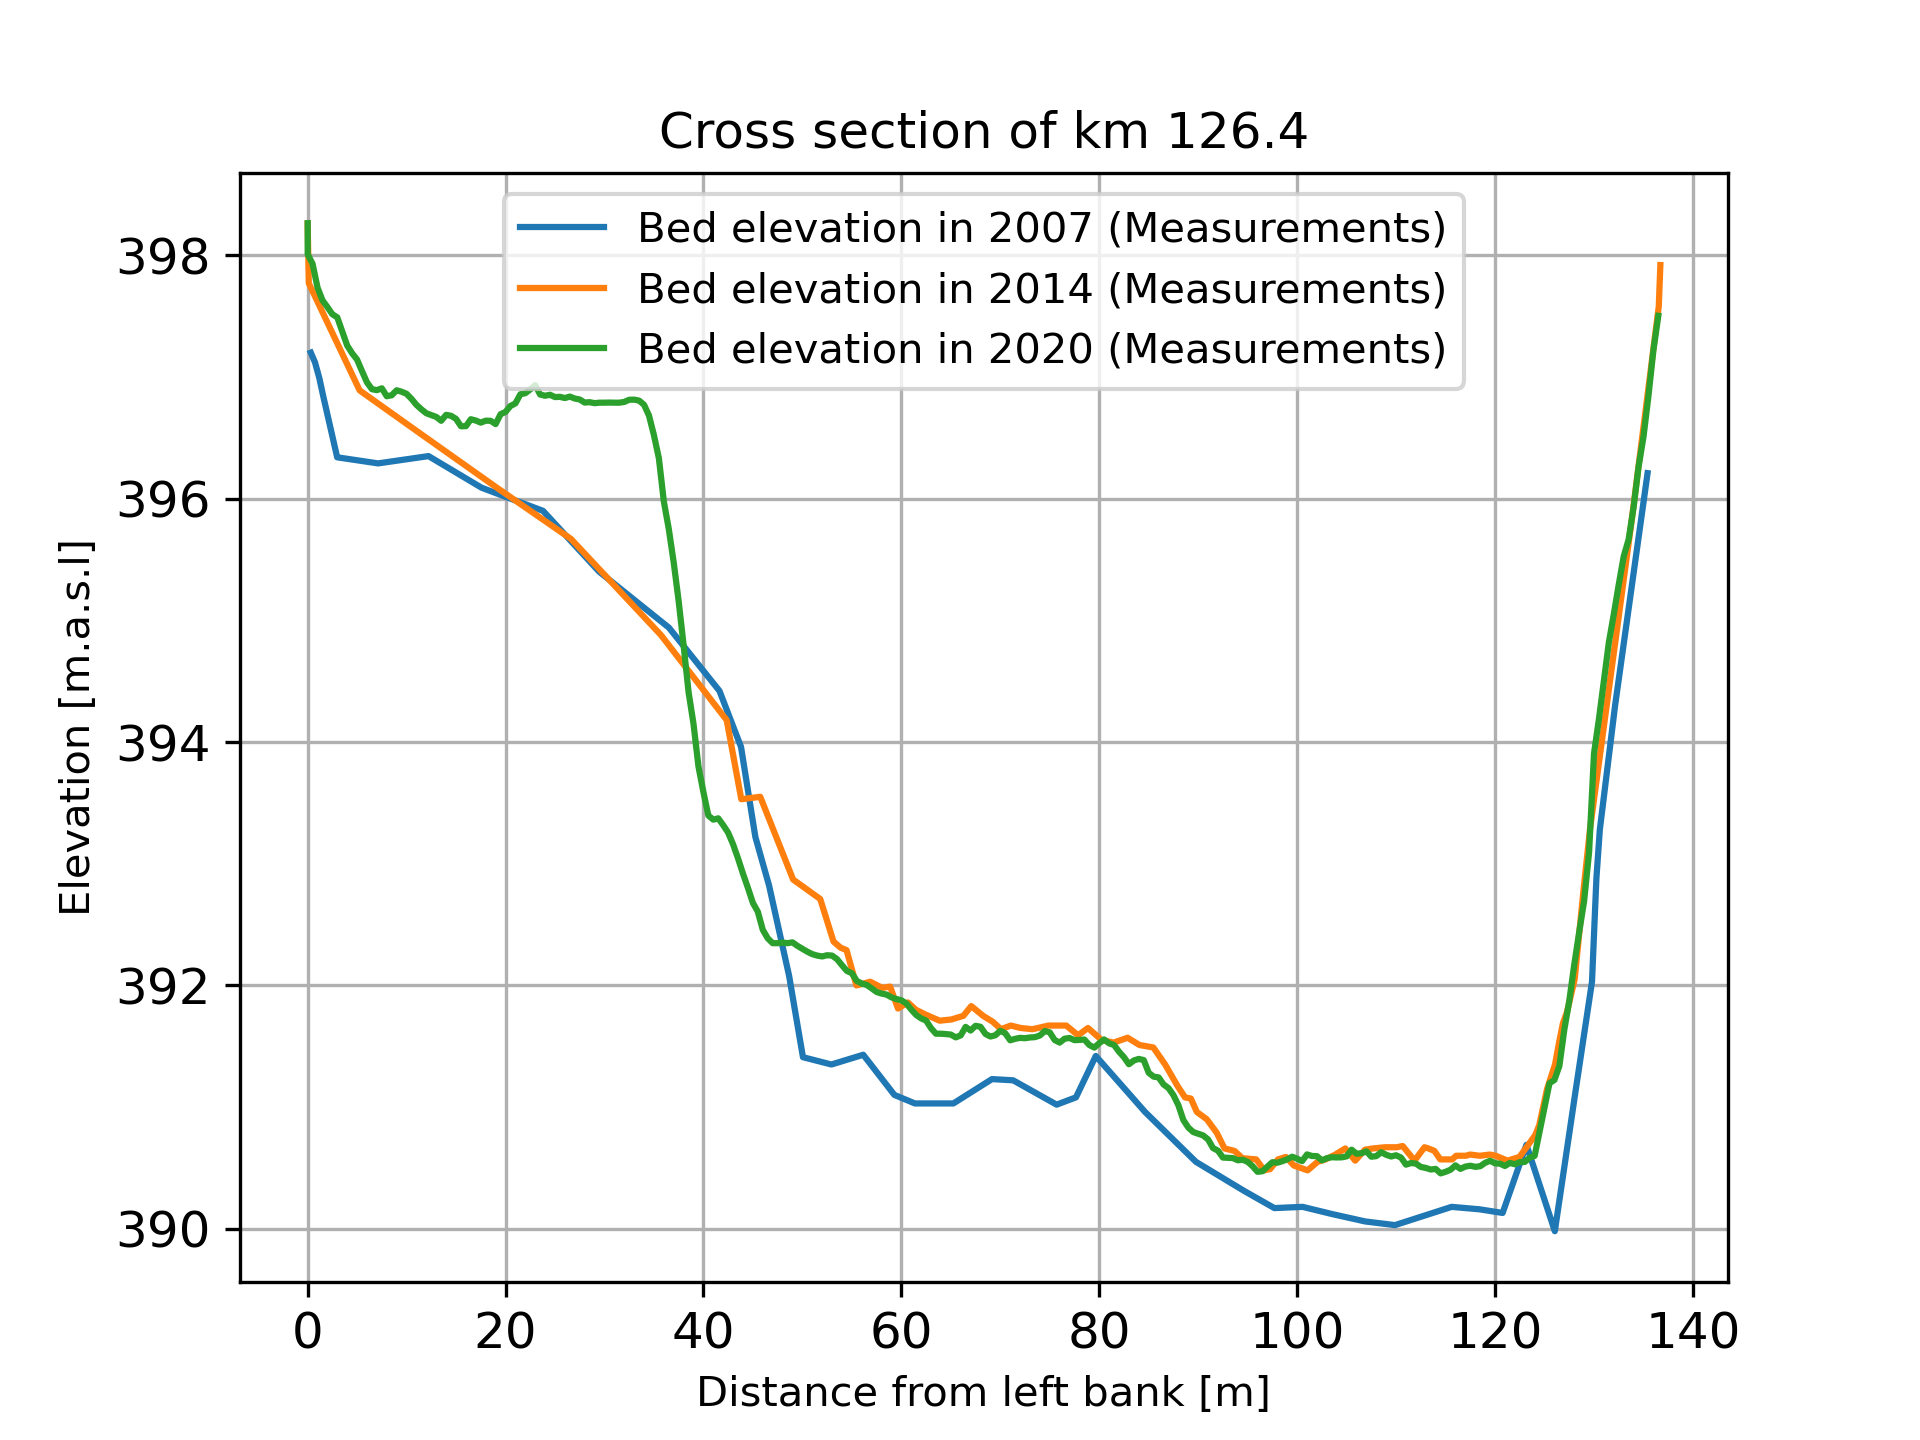 Cross section of km 126.4
Bed elevation in 2007 (Measurements)
Bed elevation in 2014 (Measurements)
Bed elevation in 2020 (Measurements)
Elevation [m.a.s.l]
398
396
394
392
390
0 20 40 60 80 100 120 140
Distance from left bank [m]